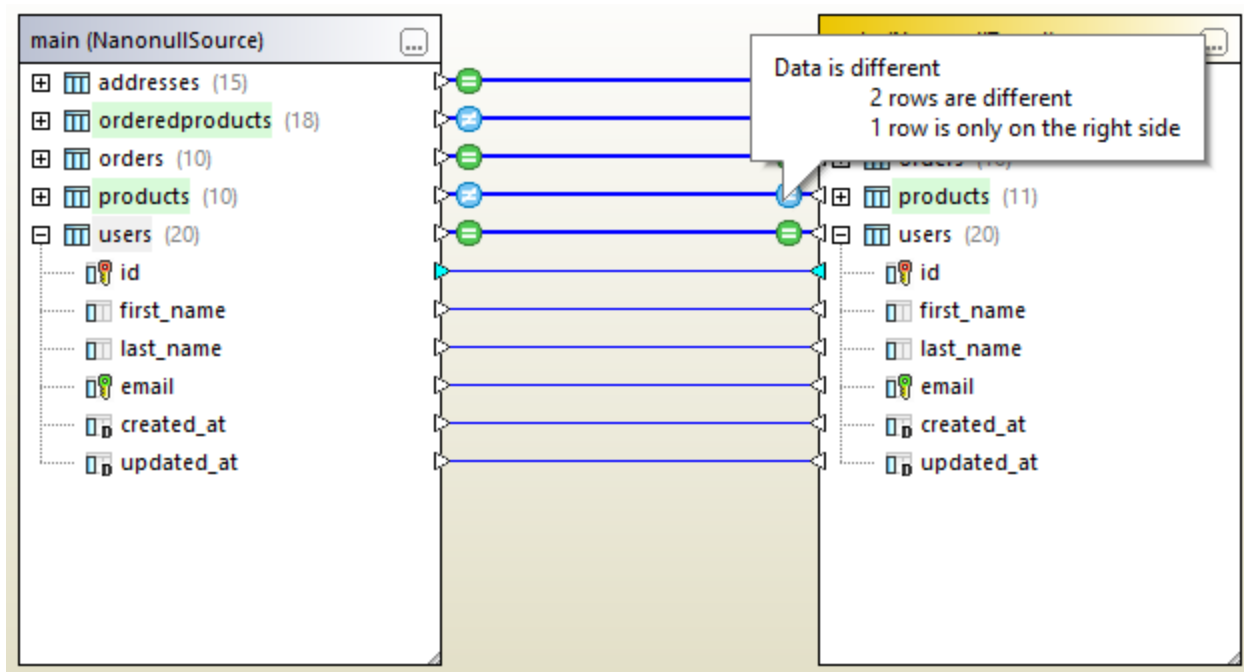 main (NanonullSource)
...
addresses (15)
orderedproducts (18)
orders (10)
products (10)
users (20)
id
first_name
last_name
email
created_at
updated_at
...
Data is different
2 rows are different
1 row is only on the right side
products (11)
users (20)
id
first_name
last_name
email
created_at
updated_at